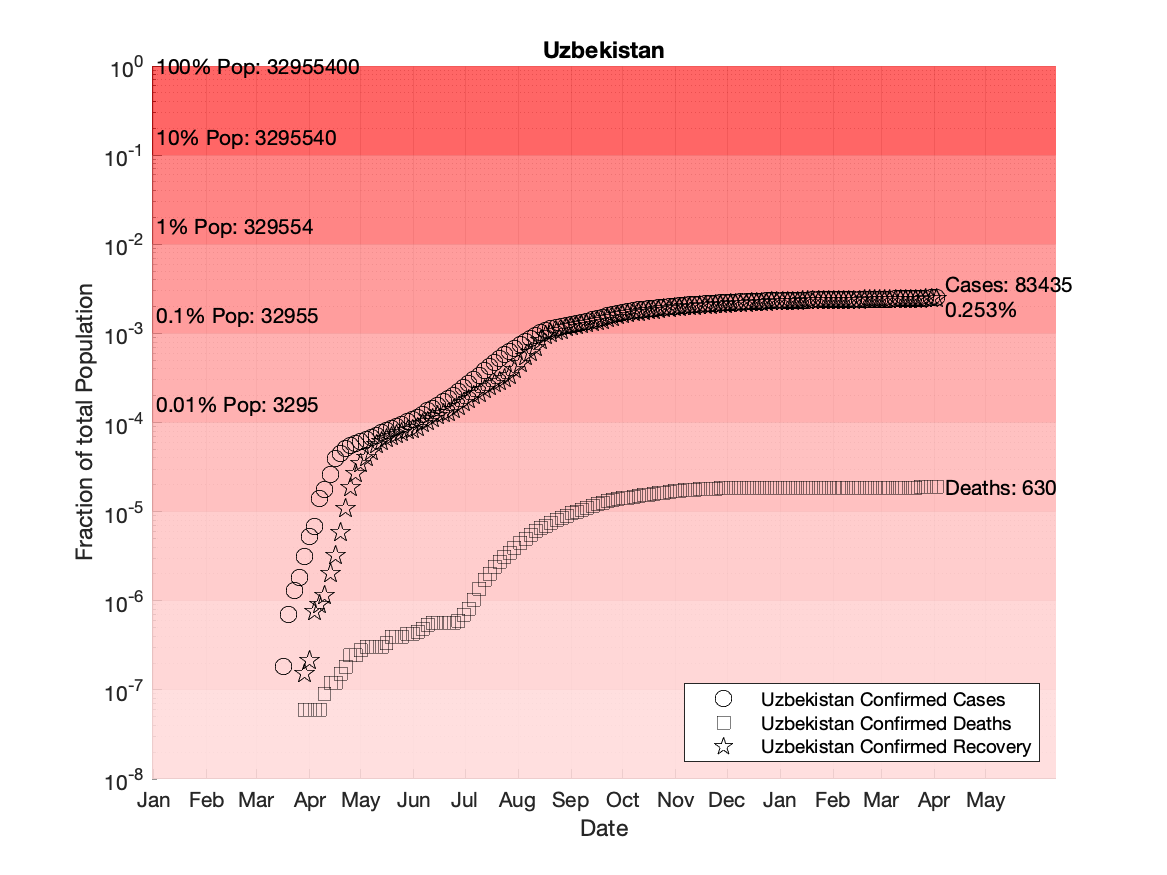 Uzbekistan
10^0
100% Pop: 32955400
10% Pop: 3295540
10^-1
1% Pop: 329554
10^-2
Cases: 83435
0.253%
0.1% Pop: 32955
10^-3
0.01% Pop: 3295
10^-4
Deaths: 630
10^-5
10^-6
10^-7
10^-8
Fraction of total Population
Uzbekistan Confirmed Cases
Uzbekistan Confirmed Deaths
Uzbekistan Confirmed Recovery
Jan Feb Mar Apr May Jun Jul Aug Sep Oct Nov Dec Jan Feb Mar Apr May
Date